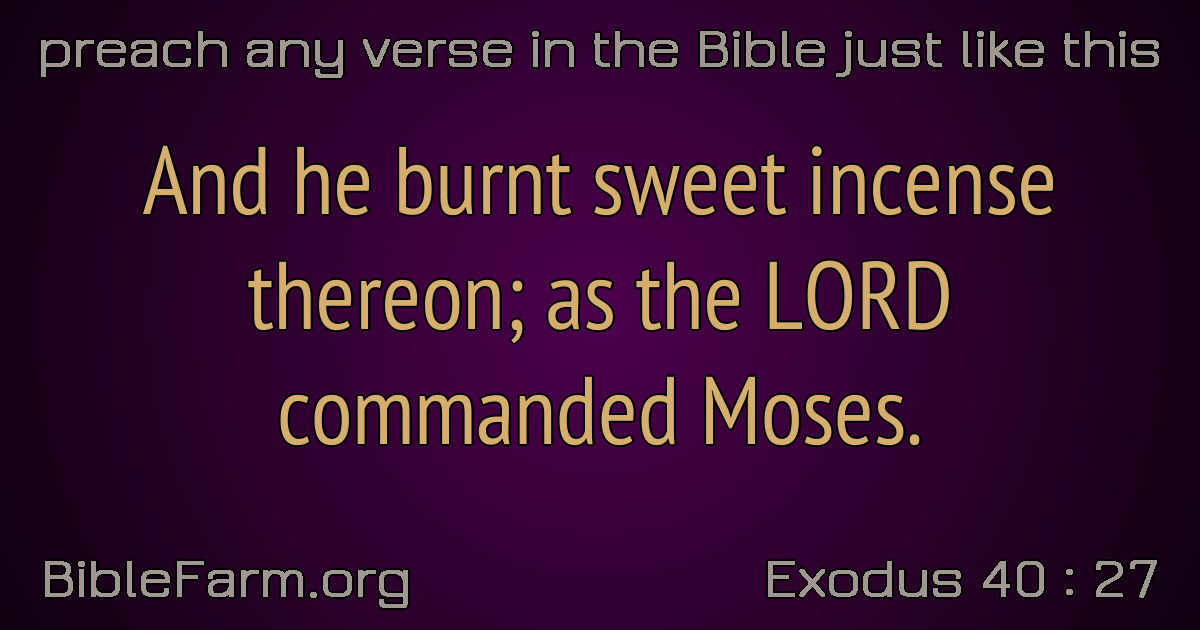 preach any verse in the Bible just like this
And he burnt sweet incense
thereon; as the LORD
commanded Moses.
BibleFarm.org
Exodus 40 : 27